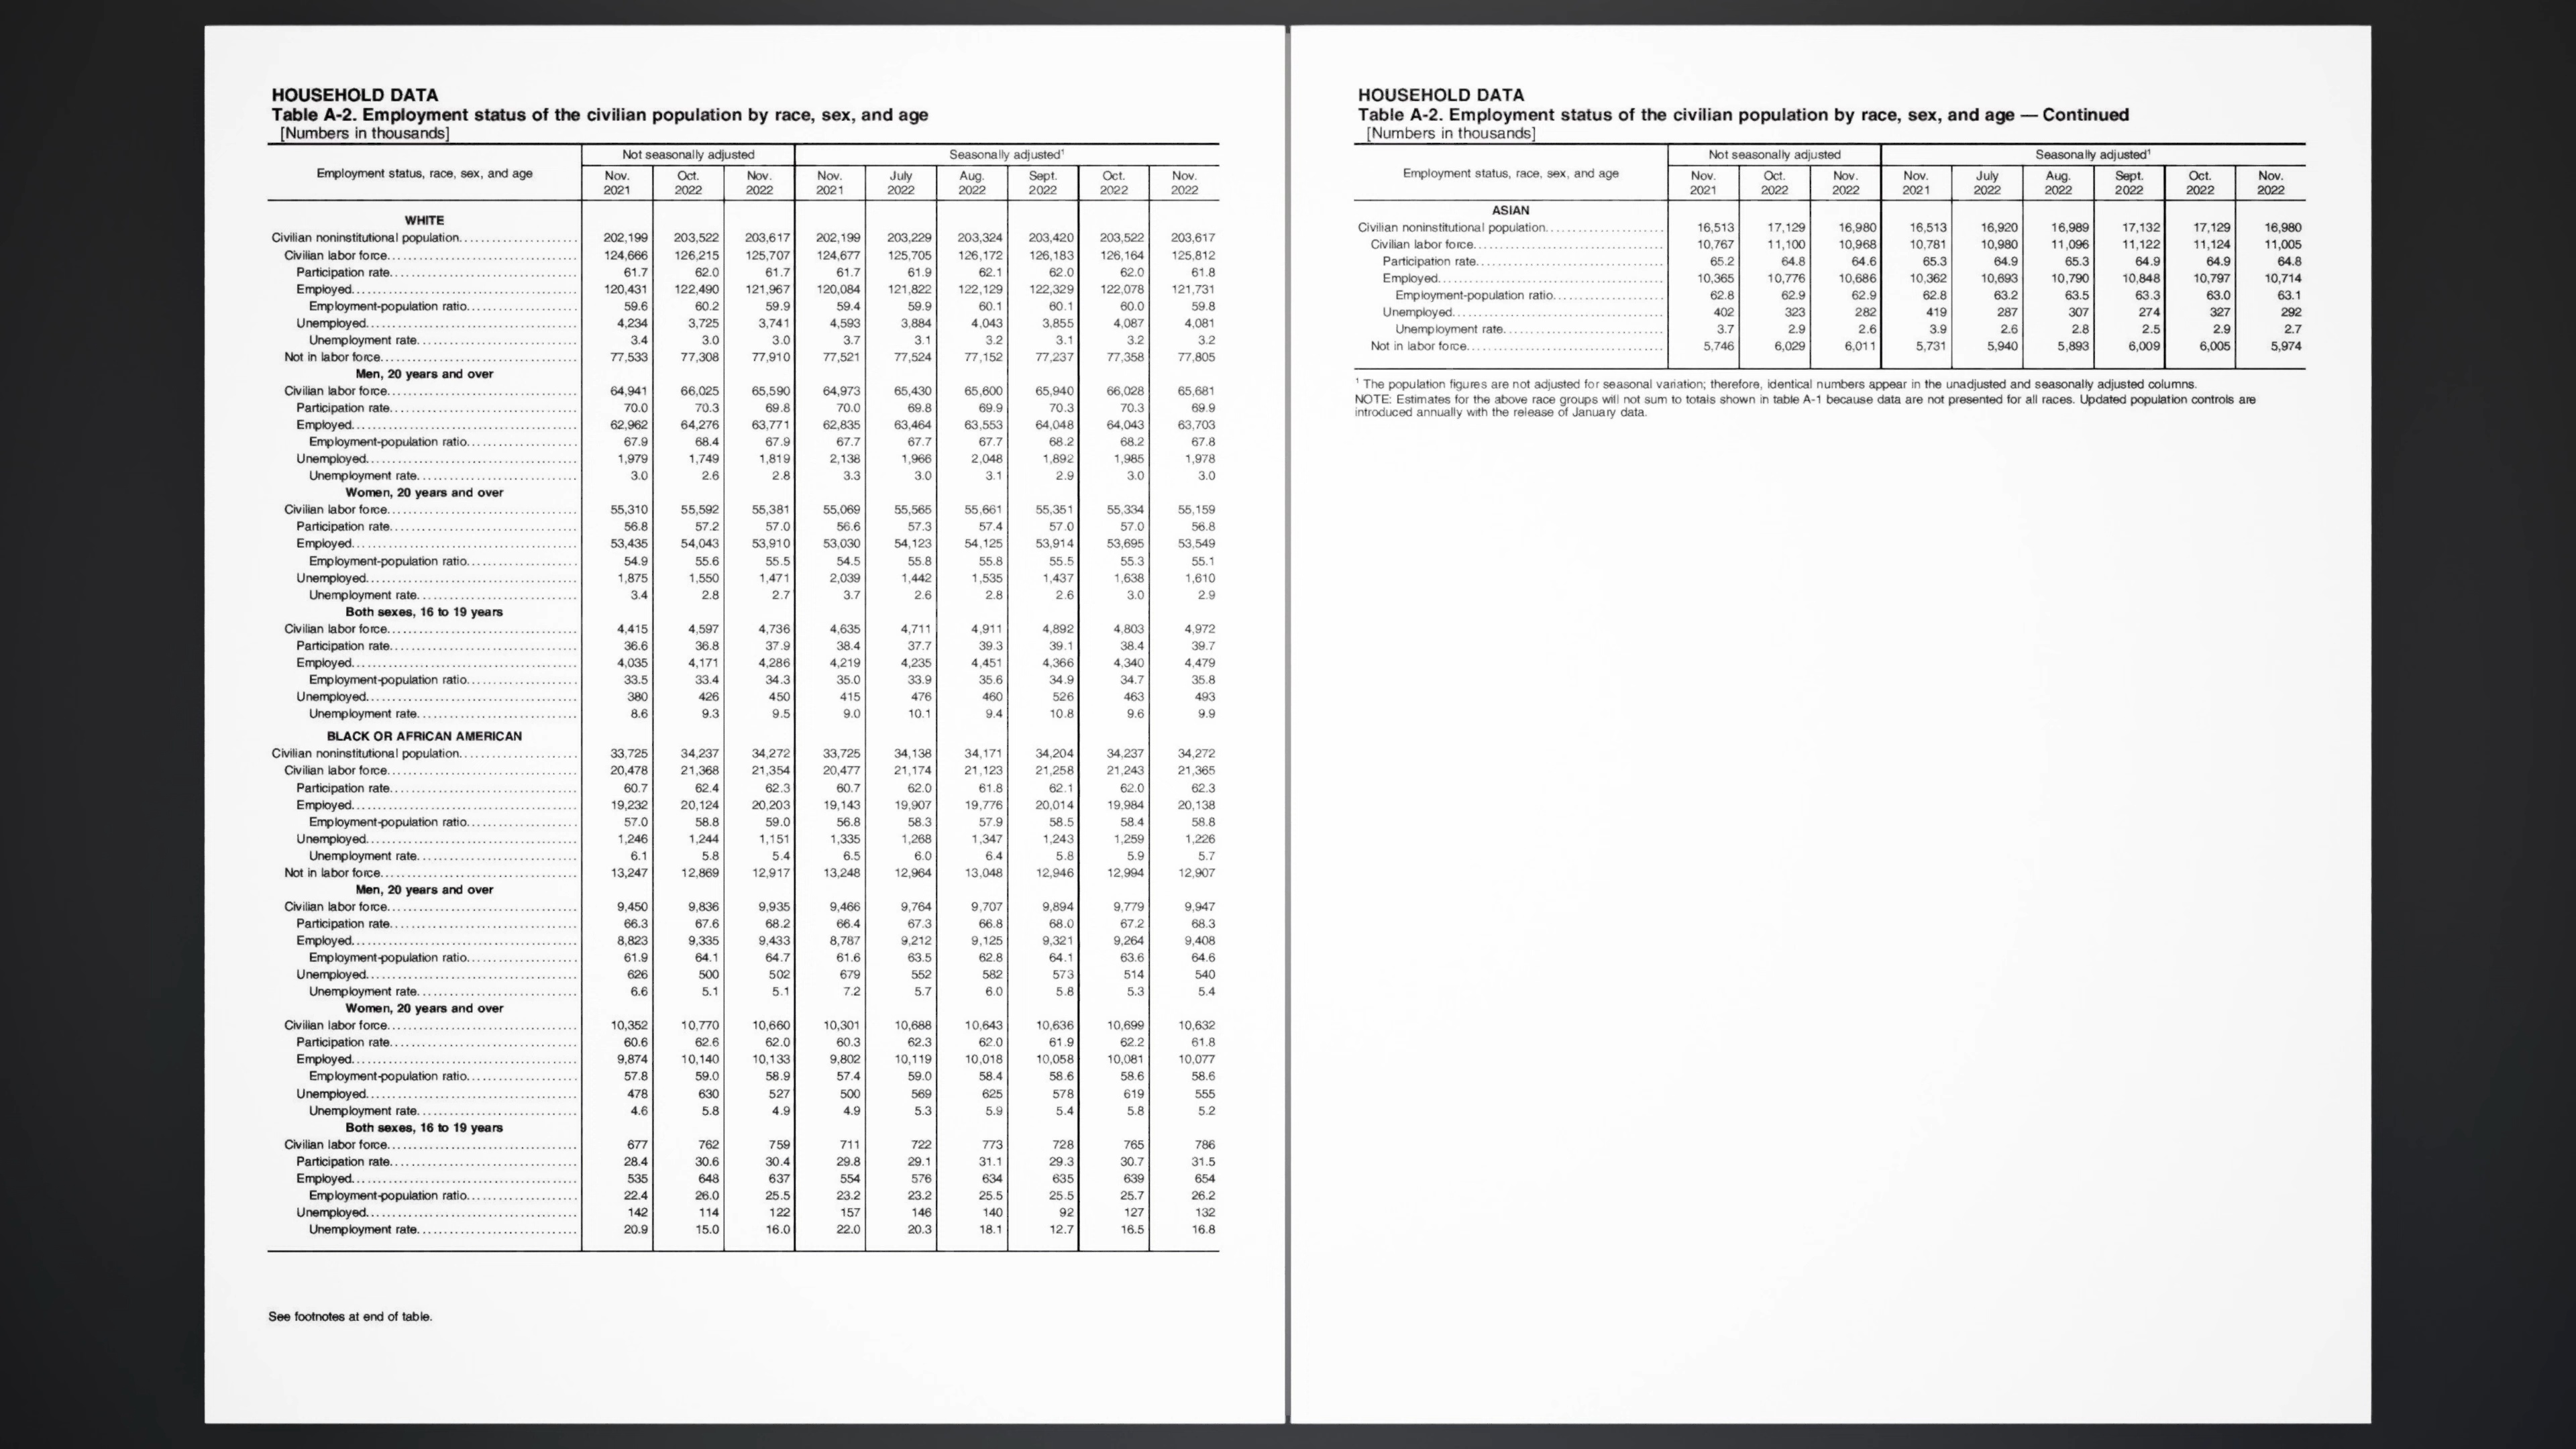 HOUSEHOLD DATA
Table A-2. Employment status of the civilian population by race, sex, and age
[Numbers in thousands]
Employment status, race, sex, and age Not seasonally adjusted Seasonally adjusted¹
Nov. 2021 Oct. 2022 Nov. 2022 Nov. 2021 July 2022 Aug. 2022 Sept. 2022 Oct. 2022 Nov. 2022
WHITE
Civilian noninstitutional population 202,199 203,522 203,617 202,199 203,229 203,324 203,420 203,522 203,617
Civilian labor force 124,666 126,215 125,707 124,677 125,705 126,172 126,183 126,164 125,812
Participation rate 61.7 62.0 61.7 61.7 61.9 62.1 62.0 62.0 61.8
Employed 120,431 122,490 121,967 120,084 121,822 122,129 122,329 122,078 121,731
Employment-population ratio 59.6 60.2 59.9 59.4 59.9 60.1 60.1 60.0 59.8
Unemployed 4,234 3,725 3,741 4,593 3,884 4,043 3,855 4,087 4,081
Unemployment rate 3.4 3.0 3.0 3.7 3.1 3.2 3.1 3.2 3.2
Not in labor force 77,533 77,308 77,910 77,521 77,524 77,152 77,237 77,358 77,805
Men, 20 years and over
Civilian labor force 64,941 66,025 65,590 64,973 65,430 65,600 65,940 66,028 65,681
Participation rate 70.0 70.3 69.8 70.0 69.8 69.9 70.3 70.3 69.9
Employed 62,962 64,276 63,771 62,835 63,464 63,553 64,048 64,043 63,703
Employment-population ratio 67.9 68.4 67.9 67.7 67.7 67.7 68.2 68.2 67.8
Unemployed 1,979 1,749 1,819 2,138 1,966 2,048 1,892 1,985 1,978
Unemployment rate 3.0 2.6 2.8 3.3 3.0 3.1 2.9 3.0 3.0
Women, 20 years and over
Civilian labor force 55,310 55,592 55,381 55,069 55,565 55,661 55,351 55,334 55,159
Participation rate 56.8 57.2 57.0 56.6 57.3 57.4 57.0 57.0 56.8
Employed 53,435 54,043 53,910 53,030 54,123 54,125 53,914 53,695 53,549
Employment-population ratio 54.9 55.6 55.5 54.5 55.8 55.8 55.5 55.3 55.1
Unemployed 1,875 1,550 1,471 2,039 1,442 1,535 1,437 1,638 1,610
Unemployment rate 3.4 2.8 2.7 3.7 2.6 2.8 2.6 3.0 2.9
Both sexes, 16 to 19 years
Civilian labor force 4,415 4,597 4,736 4,635 4,711 4,911 4,892 4,803 4,972
Participation rate 36.6 36.8 37.9 38.4 37.7 39.3 39.1 38.4 39.7
Employed 4,035 4,171 4,286 4,219 4,235 4,451 4,366 4,340 4,479
Employment-population ratio 33.5 33.4 34.3 35.0 33.9 35.6 34.9 34.7 35.8
Unemployed 380 426 450 415 476 460 526 463 493
Unemployment rate 8.6 9.3 9.5 9.0 10.1 9.4 10.8 9.6 9.9
BLACK OR AFRICAN AMERICAN
Civilian noninstitutional population 33,725 34,237 34,272 33,725 34,138 34,171 34,204 34,237 34,272
Civilian labor force 20,478 21,368 21,354 20,477 21,174 21,123 21,258 21,243 21,365
Participation rate 60.7 62.4 62.3 60.7 62.0 61.8 62.1 62.0 62.3
Employed 19,232 20,124 20,203 19,143 19,907 19,776 20,014 19,984 20,138
Employment-population ratio 57.0 58.8 59.0 56.8 58.3 57.9 58.5 58.4 58.8
Unemployed 1,246 1,244 1,151 1,335 1,268 1,347 1,243 1,259 1,226
Unemployment rate 6.1 5.8 5.4 6.5 6.0 6.4 5.8 5.9 5.7
Not in labor force 13,247 12,869 12,917 13,248 12,964 13,048 12,946 12,994 12,907
Men, 20 years and over
Civilian labor force 9,450 9,836 9,935 9,466 9,764 9,707 9,894 9,779 9,947
Participation rate 66.3 67.6 68.2 66.4 67.3 66.8 68.0 67.2 68.3
Employed 8,823 9,335 9,433 8,787 9,212 9,125 9,321 9,264 9,408
Employment-population ratio 61.9 64.1 64.7 61.6 63.5 62.8 64.1 63.6 64.6
Unemployed 626 500 502 679 552 582 573 514 540
Unemployment rate 6.6 5.1 5.1 7.2 5.7 6.0 5.8 5.3 5.4
Women, 20 years and over
Civilian labor force 10,352 10,770 10,660 10,301 10,688 10,643 10,636 10,699 10,632
Participation rate 60.6 62.6 62.0 60.3 62.3 62.0 61.9 62.2 61.8
Employed 9,874 10,140 10,133 9,802 10,119 10,018 10,058 10,081 10,077
Employment-population ratio 57.8 59.0 58.9 57.4 59.0 58.4 58.6 58.6 58.6
Unemployed 478 630 527 500 569 625 578 619 555
Unemployment rate 4.6 5.8 4.9 4.9 5.3 5.9 5.4 5.8 5.2
Both sexes, 16 to 19 years
Civilian labor force 677 762 759 711 722 773 728 765 786
Participation rate 28.4 30.6 30.4 29.8 29.1 31.1 29.3 30.7 31.5
Employed 535 648 637 554 576 634 635 639 654
Employment-population ratio 22.4 26.0 25.5 23.2 23.2 25.5 25.5 25.7 26.2
Unemployed 142 114 122 157 146 140 92 127 132
Unemployment rate 20.9 15.0 16.0 22.0 20.3 18.1 12.7 16.5 16.8
See footnotes at end of table.
HOUSEHOLD DATA
Table A-2. Employment status of the civilian population by race, sex, and age — Continued
[Numbers in thousands]
Employment status, race, sex, and age Not seasonally adjusted Seasonally adjusted¹
Nov. 2021 Oct. 2022 Nov. 2022 Nov. 2021 July 2022 Aug. 2022 Sept. 2022 Oct. 2022 Nov. 2022
ASIAN
Civilian noninstitutional population 16,513 17,129 16,980 16,513 16,920 16,989 17,132 17,129 16,980
Civilian labor force 10,767 11,100 10,968 10,781 10,980 11,096 11,122 11,124 11,005
Participation rate 65.2 64.8 64.6 65.3 64.9 65.3 64.9 64.9 64.8
Employed 10,365 10,776 10,686 10,362 10,693 10,790 10,848 10,797 10,714
Employment-population ratio 62.8 62.9 62.9 62.8 63.2 63.5 63.3 63.0 63.1
Unemployed 402 323 282 419 287 307 274 327 292
Unemployment rate 3.7 2.9 2.6 3.9 2.6 2.8 2.5 2.9 2.7
Not in labor force 5,746 6,029 6,011 5,731 5,940 5,893 6,009 6,005 5,974
¹ The population figures are not adjusted for seasonal variation; therefore, identical numbers appear in the unadjusted and seasonally adjusted columns.
NOTE: Estimates for the above race groups will not sum to totals shown in table A-1 because data are not presented for all races. Updated population controls are
introduced annually with the release of January data.